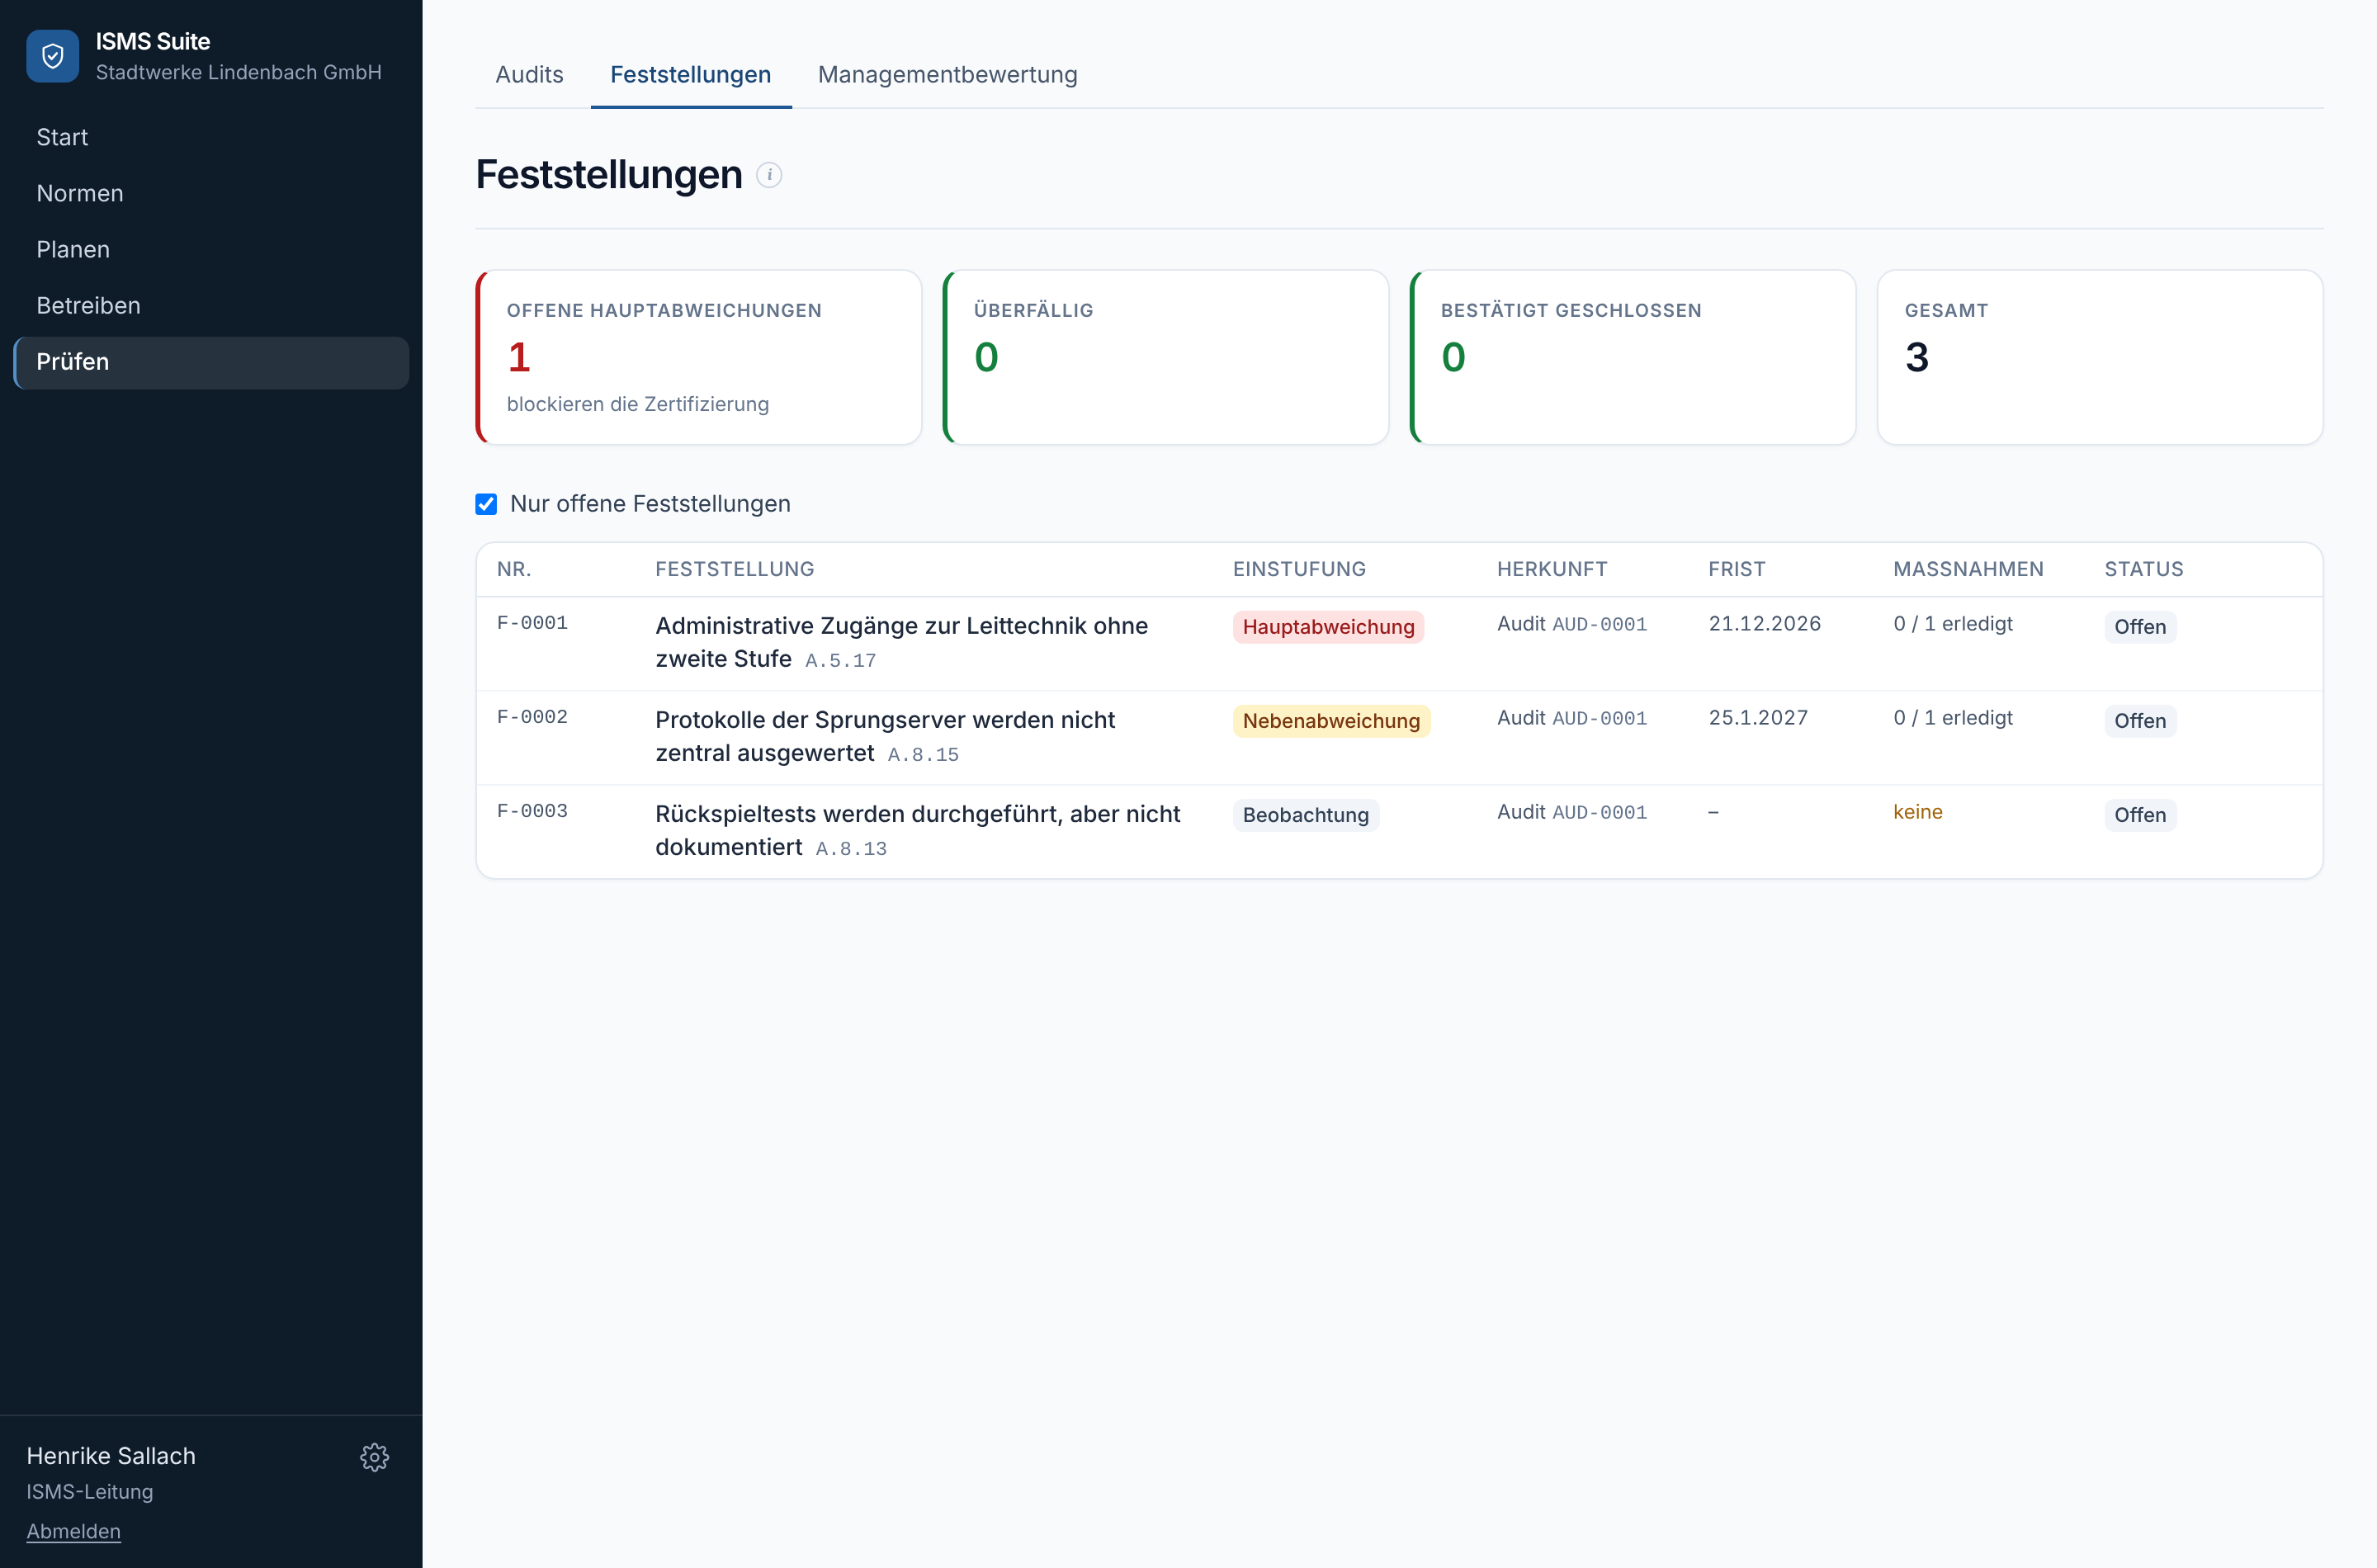 ISMS Suite
Stadtwerke Lindenbach GmbH
Start
Normen
Planen
Betreiben
Prüfen
Henrike Sallach
ISMS-Leitung
Abmelden
Audits Feststellungen Managementbewertung
Feststellungen i
OFFENE HAUPTABWEICHUNGEN
1
blockieren die Zertifizierung
ÜBERFÄLLIG
0
BESTÄTIGT GESCHLOSSEN
0
GESAMT
3
Nur offene Feststellungen
NR. FESTSTELLUNG EINSTUFUNG HERKUNFT FRIST MASSNAHMEN STATUS
F-0001 Administrative Zugänge zur Leittechnik ohne Hauptabweichung Audit AUD-0001 21.12.2026 0 / 1 erledigt Offen
zweite Stufe A.5.17
F-0002 Protokolle der Sprungserver werden nicht Nebenabweichung Audit AUD-0001 25.1.2027 0 / 1 erledigt Offen
zentral ausgewertet A.8.15
F-0003 Rückspieltests werden durchgeführt, aber nicht Beobachtung Audit AUD-0001 – keine Offen
dokumentiert A.8.13